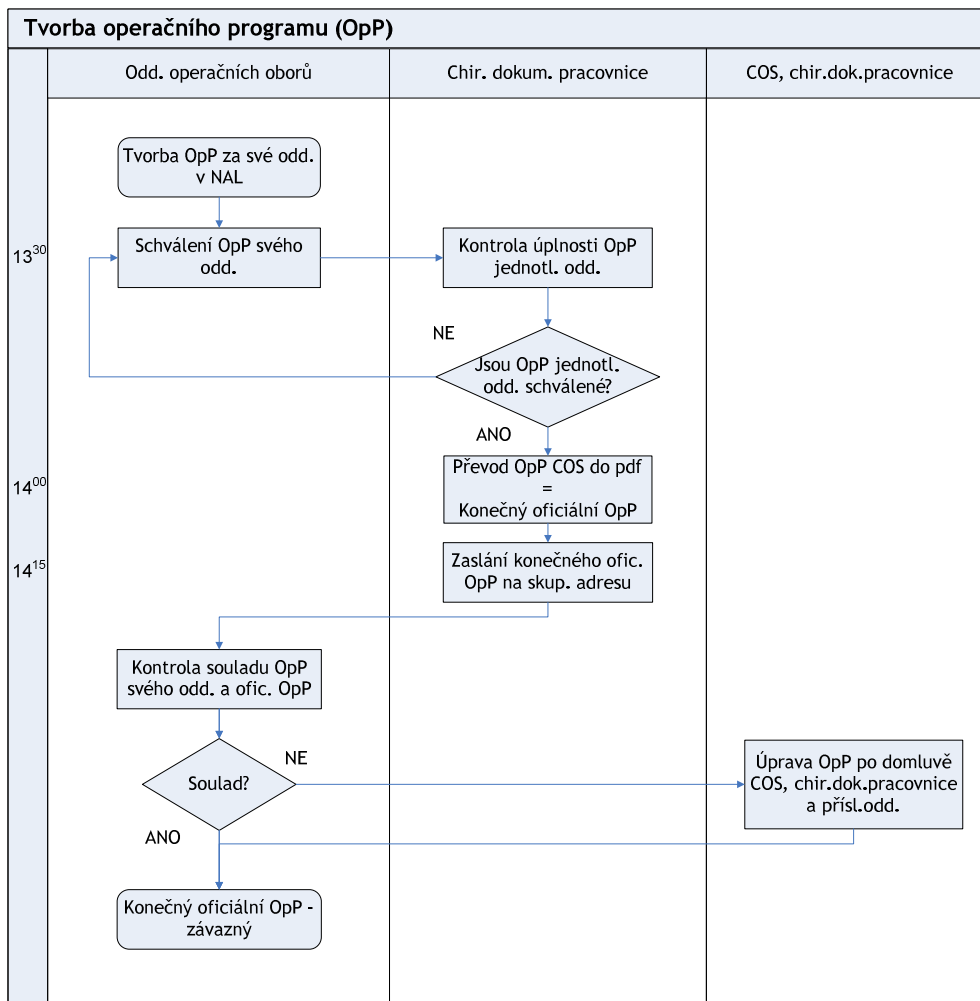 Tvorba operačního programu (OpP)
Odd. operačních oborů
Chir. dokum. pracovnice
COS, chir.dok.pracovnice
Tvorba OpP za své odd.
v NAL
13³⁰
Schválení OpP svého
odd.
Kontrola úplnosti OpP
jednotl. odd.
NE
Jsou OpP jednotl.
odd. schválené?
ANO
14⁰⁰
Převod OpP COS do pdf
=
Konečný oficiální OpP
14¹⁵
Zaslání konečného ofic.
OpP na skup. adresu
Kontrola souladu OpP
svého odd. a ofic. OpP
Soulad?
NE
Úprava OpP po domluvě
COS, chir.dok.pracovnice
a přísl.odd.
ANO
Konečný oficiální OpP -
závazný